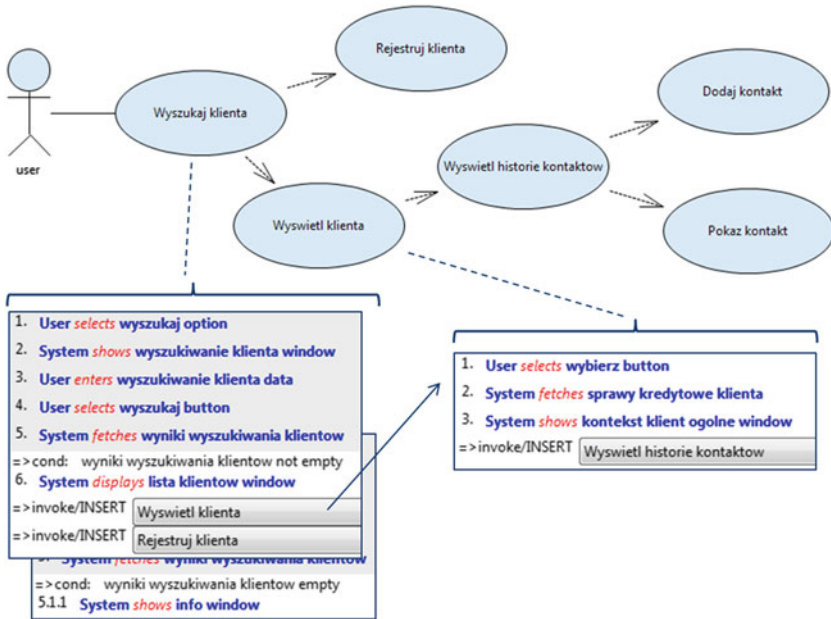 Rejestruj klienta
Dodaj kontakt
Wyszukaj klienta
user
Wyswietl historie kontaktow
Wyswietl klienta
Pokaz kontakt
1. User selects wyszukaj option
2. System shows wyszukiwanie klienta window
3. User enters wyszukiwanie klienta data
4. User selects wyszukaj button
5. System fetches wyniki wyszukiwania klientow
=>cond: wyniki wyszukiwania klientow not empty
6. System displays lista klientow window
=>invoke/INSERT Wyswietl klienta
=>invoke/INSERT Rejestruj klienta
System fetches wyniki wyszukiwania klientow
=>cond: wyniki wyszukiwania klientow empty
5.1.1 System shows info window
1. User selects wybierz button
2. System fetches sprawy kredytowe klienta
3. System shows kontekst klient ogolne window
=>invoke/INSERT Wyswietl historie kontaktow